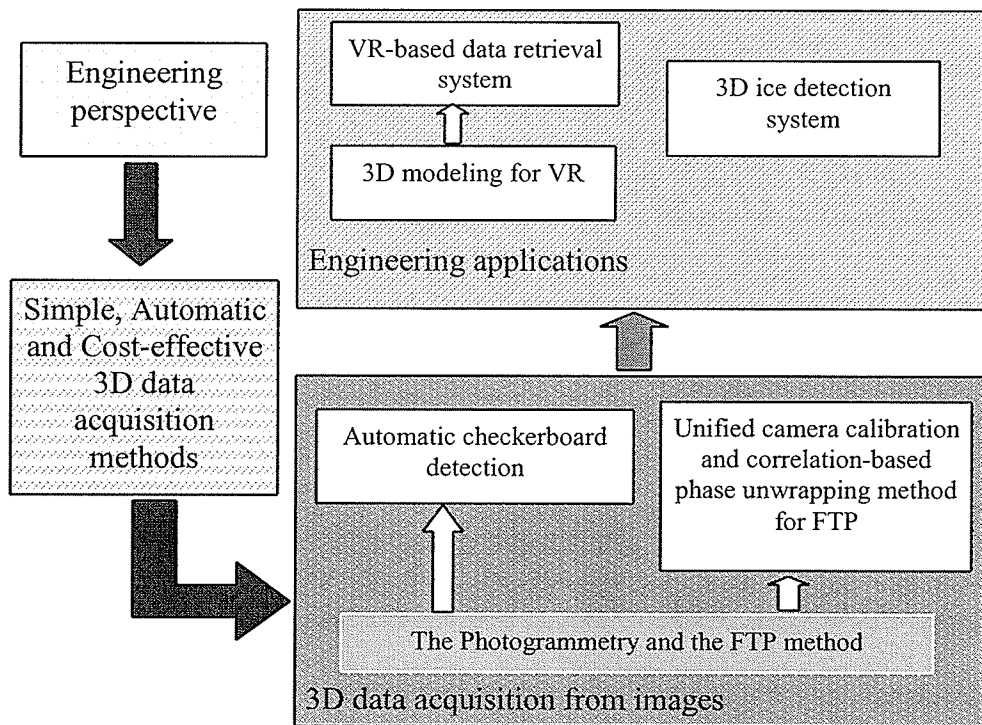 Engineering
perspective
Simple, Automatic
and Cost-effective
3D data
acquisition
methods
VR-based data retrieval
system
3D modeling for VR
3D ice detection
system
Engineering applications
Automatic checkerboard
detection
Unified camera calibration
and correlation-based
phase unwrapping method
for FTP
The Photogrammetry and the FTP method
3D data acquisition from images